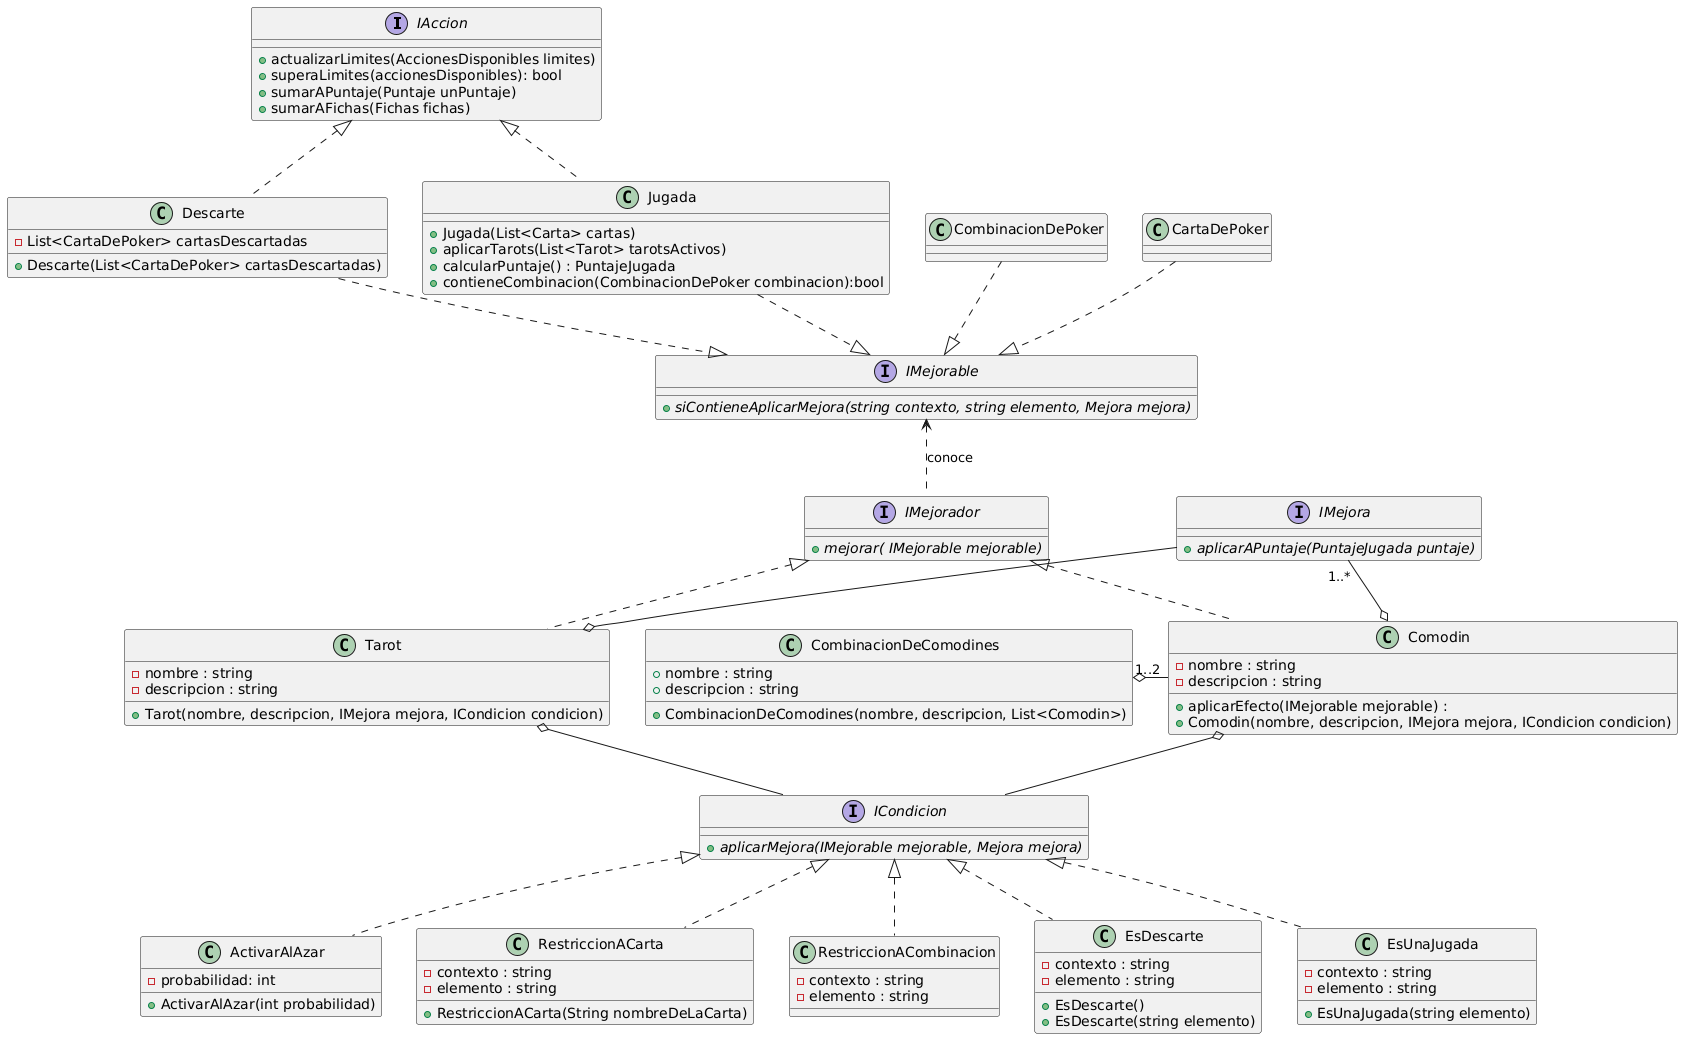 I IAccion
actualizarLimites(AccionesDisponibles limites)
superaLimites(accionesDisponibles): bool
sumarAPuntaje(Puntaje unPuntaje)
sumarAFichas(Fichas fichas)
C Descarte
List<CartaDePoker> cartasDescartadas
Descarte(List<CartaDePoker> cartasDescartadas)
C Jugada
Jugada(List<Carta> cartas)
aplicarTarots(List<Tarot> tarotsActivos)
calcularPuntaje() : PuntajeJugada
contieneCombinacion(CombinacionDePoker combinacion):bool
C CombinacionDePoker
C CartaDePoker
I IMejorable
siContieneAplicarMejora(string contexto, string elemento, Mejora mejora)
conoce
I IMejorador
mejorar( IMejorable mejorable)
I IMejora
aplicarAPuntaje(PuntajeJugada puntaje)
1..*
C Tarot
nombre : string
descripcion : string
Tarot(nombre, descripcion, IMejora mejora, ICondicion condicion)
C CombinacionDeComodines
nombre : string
descripcion : string
CombinacionDeComodines(nombre, descripcion, List<Comodin>)
1..2
C Comodin
nombre : string
descripcion : string
aplicarEfecto(IMejorable mejorable) :
Comodin(nombre, descripcion, IMejora mejora, ICondicion condicion)
I ICondicion
aplicarMejora(IMejorable mejorable, Mejora mejora)
C ActivarAlAzar
probabilidad: int
ActivarAlAzar(int probabilidad)
C RestriccionACarta
contexto : string
elemento : string
RestriccionACarta(String nombreDeLaCarta)
C RestriccionACombinacion
contexto : string
elemento : string
C EsDescarte
contexto : string
elemento : string
EsDescarte()
EsDescarte(string elemento)
C EsUnaJugada
contexto : string
elemento : string
EsUnaJugada(string elemento)